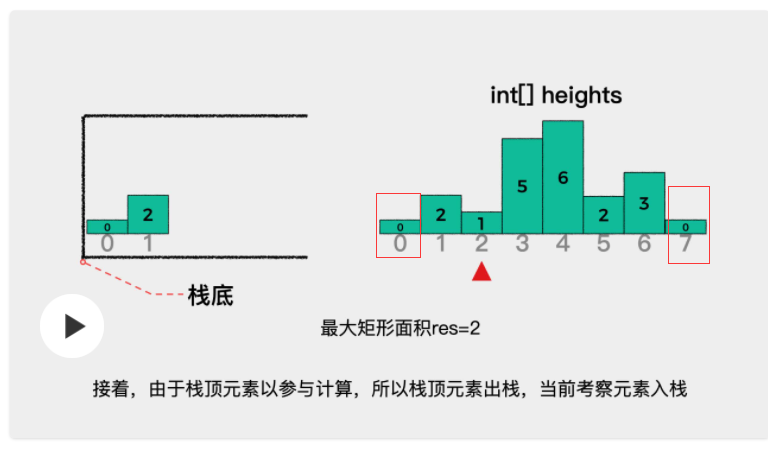 int[] heights
0 2
0 1
0 2 1 5 6 2 3 0
0 1 2 3 4 5 6 7
栈底
最大矩形面积res=2
接着，由于栈顶元素以参与计算，所以栈顶元素出栈，当前考察元素入栈